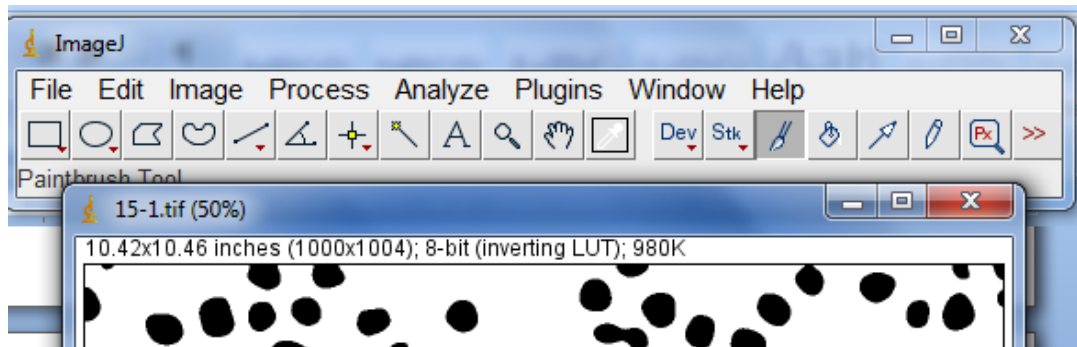 ImageJ
File Edit Image Process Analyze Plugins Window Help
A Dev Stk Px >>
Paintbrush Tool
15-1.tif (50%)
10.42x10.46 inches (1000x1004); 8-bit (inverting LUT); 980K